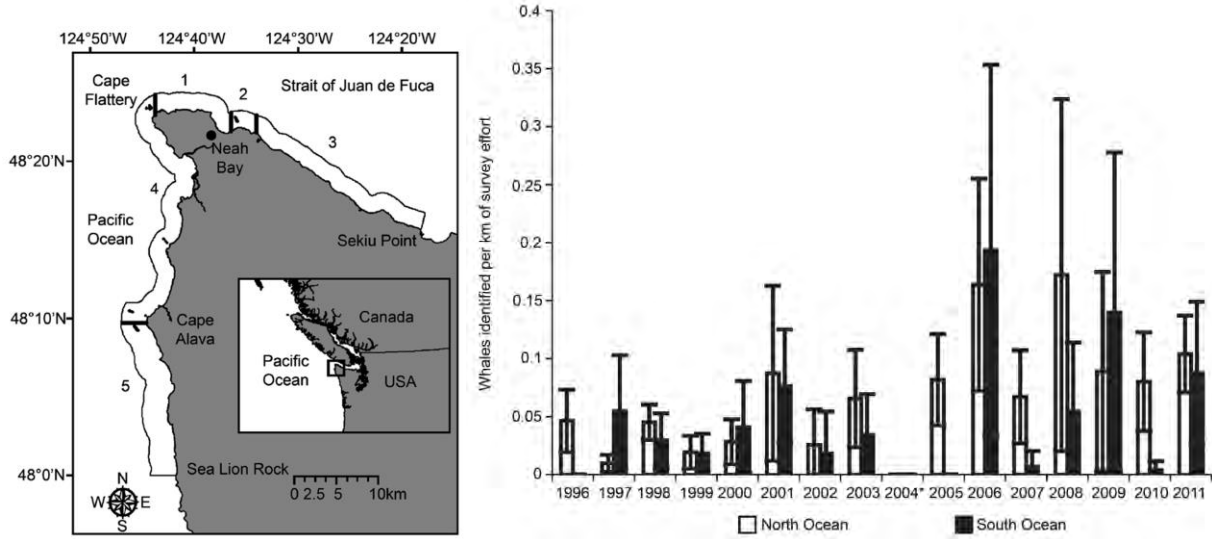 124°50'W 124°40'W 124°30'W 124°20'W
Cape
Flattery
1
2
Strait of Juan de Fuca
3
Neah
Bay
48°20'N
4
Pacific
Ocean
Sekiu Point
48°10'N
Cape
Alava
Canada
Pacific
Ocean
USA
5
48°0'N
Sea Lion Rock
N
W E
S
0 2.5 5 10km
Whales identified per km of survey effort
0.4
0.35
0.3
0.25
0.2
0.15
0.1
0.05
0
1996 1997 1998 1999 2000 2001 2002 2003 2004* 2005 2006 2007 2008 2009 2010 2011
North Ocean South Ocean